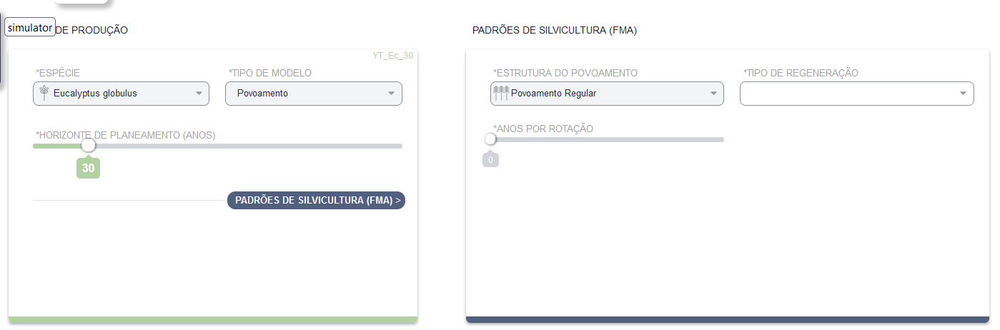 simulator DE PRODUÇÃO
YT_Ec_30
*ESPÉCIE *TIPO DE MODELO
Eucalyptus globulus Povoamento
*HORIZONTE DE PLANEAMENTO (ANOS)
30
PADRÕES DE SILVICULTURA (FMA) >
PADRÕES DE SILVICULTURA (FMA)
*ESTRUTURA DO POVOAMENTO *TIPO DE REGENERAÇÃO
Povoamento Regular
*ANOS POR ROTAÇÃO
0